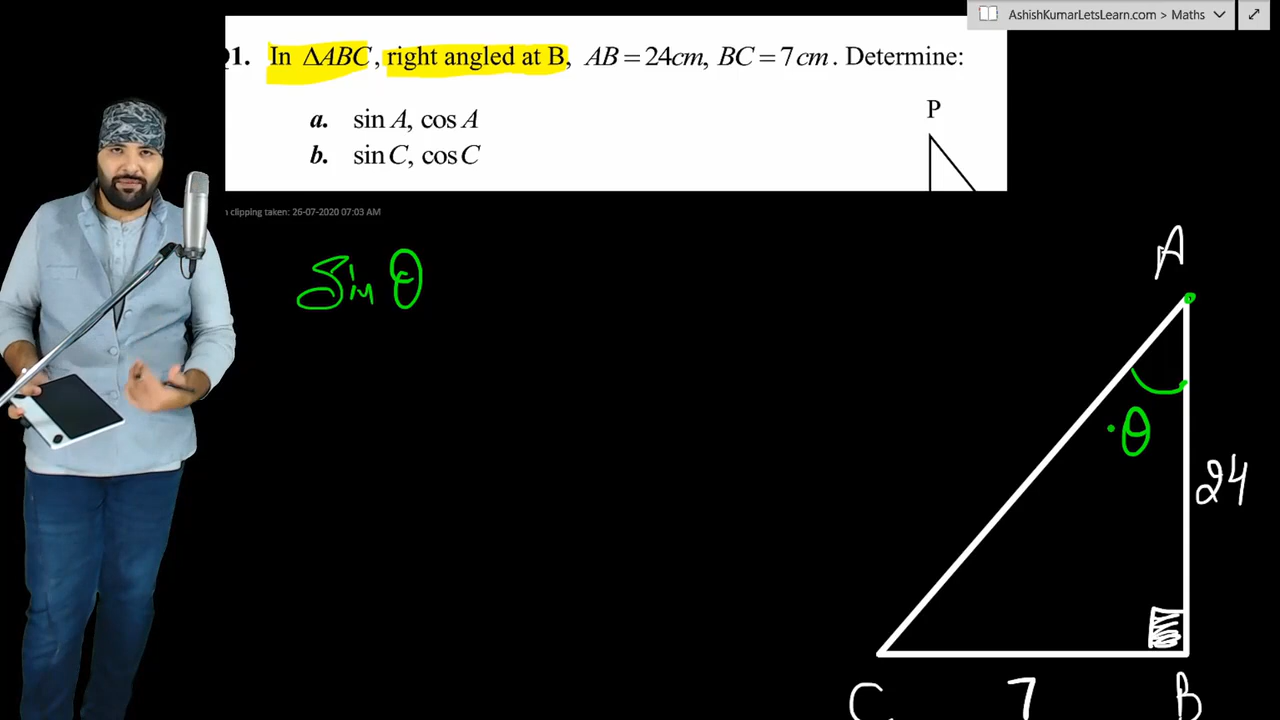 AshishKumarLetsLearn.com > Maths
1. In ΔABC, right angled at B, AB = 24cm, BC = 7cm. Determine:
a. sin A, cos A
b. sin C, cos C
P
clipping taken: 26-07-2020 07:03 AM
Sin θ
A
θ
24
C 7 B